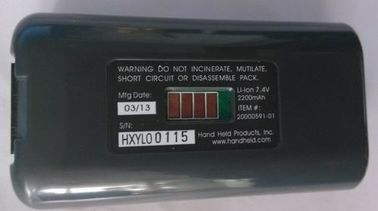 WARNING DO NOT INCINERATE, MUTILATE,
SHORT CIRCUIT OR DISASSEMBLE PACK.
Mfg Date:
03/13
Li-Ion 7.4V
2200mAh
ITEM #:
20000591-01
S/N:
HXYL00115
Hand Held Products, Inc.
www.handheld.com